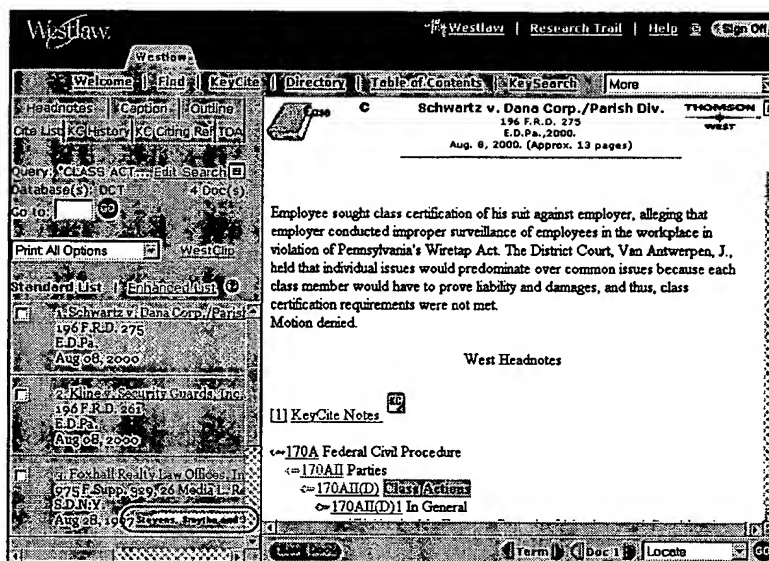 Westlaw.
Westlaw | Research Trail | Help Sign Off
Westlaw
Welcome | Find | KeyCite | Directory | Table of Contents | KeySearch More
Headnotes Caption Outline
Cite List KC History KC Citing Ref TOA
Query: "CLASS ACT... Edit Search
Database(s): DCT 4 Doc(s)
Go to: GO
Print All Options WestClip
Standard List | Enhanced List
1. Schwartz v. Dana Corp./Paris
196 F.R.D. 275
E.D.Pa.
Aug 08, 2000
2. Kline v. Security Guards, Inc.
196 F.R.D. 261
E.D.Pa.
Aug 08, 2000
3. Foxhall Realty Law Offices, In
975 F.Supp. 929, 26 Media L. Re
S.D.N.Y.
Aug 28, 1997
Case C Schwartz v. Dana Corp./Parish Div. THOMSON
WEST
196 F.R.D. 275
E.D.Pa.,2000.
Aug. 8, 2000. (Approx. 13 pages)
Employee sought class certification of his suit against employer, alleging that
employer conducted improper surveillance of employees in the workplace in
violation of Pennsylvania's Wiretap Act. The District Court, Van Antwerpen, J.,
held that individual issues would predominate over common issues because each
class member would have to prove liability and damages, and thus, class
certification requirements were not met.
Motion denied.
West Headnotes
[1] KeyCite Notes
170A Federal Civil Procedure
170AII Parties
170AII(D) Class Actions
170AII(D)1 In General
Term Doc 1 Locate GO